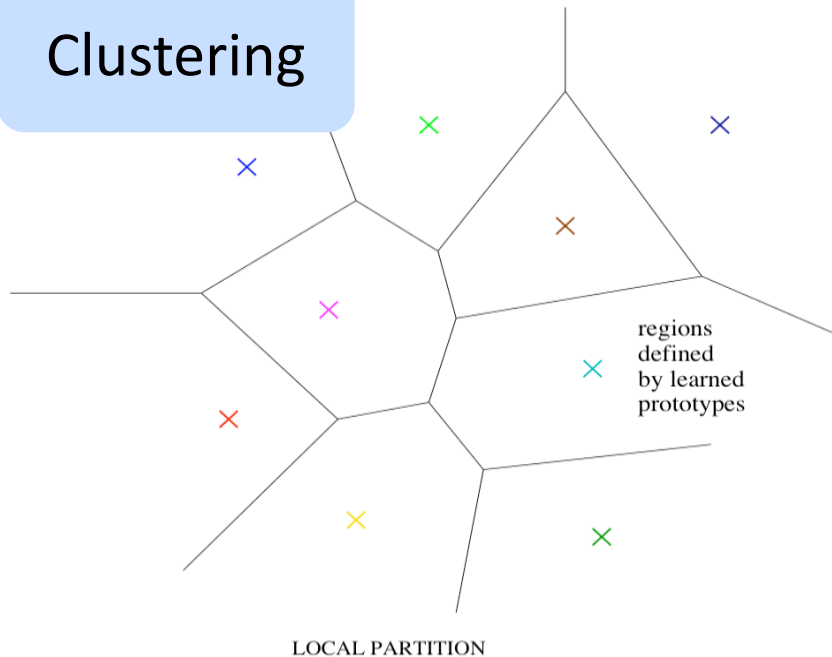 Clustering
regions
defined
by learned
prototypes
LOCAL PARTITION